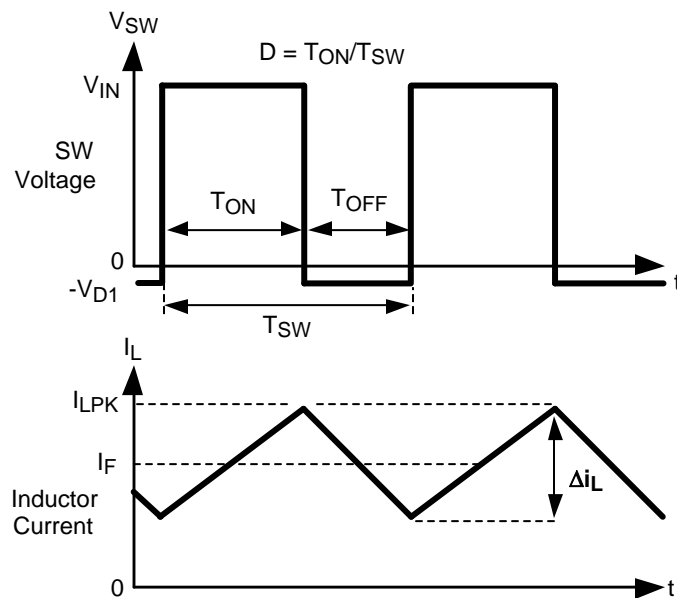 VSW
D = TON/TSW
VIN
SW
Voltage
TON
TOFF
0
t
-VD1
TSW
IL
ILPK
IF
ΔiL
Inductor
Current
0
t